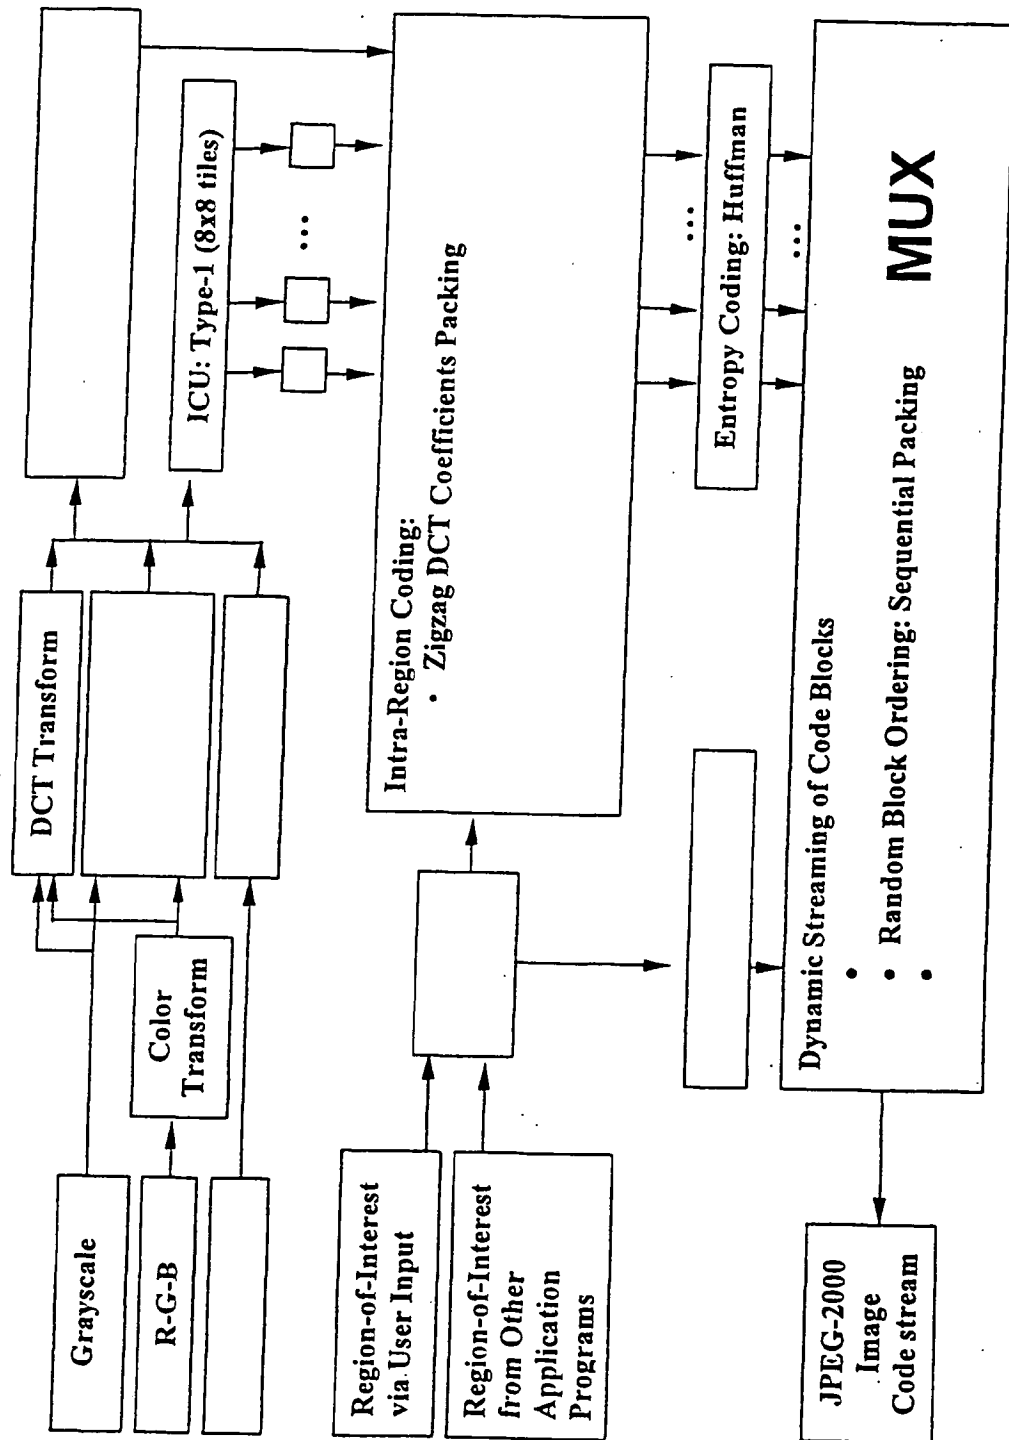 Grayscale
R-G-B
Color
Transform
DCT Transform
ICU: Type-1 (8x8 tiles)
...
Region-of-Interest
via User Input
Region-of-Interest
from Other
Application
Programs
Intra-Region Coding:
• Zigzag DCT Coefficients Packing
...
Entropy Coding: Huffman
...
Dynamic Streaming of Code Blocks
•
• Random Block Ordering: Sequential Packing
•
MUX
JPEG-2000
Image
Code stream